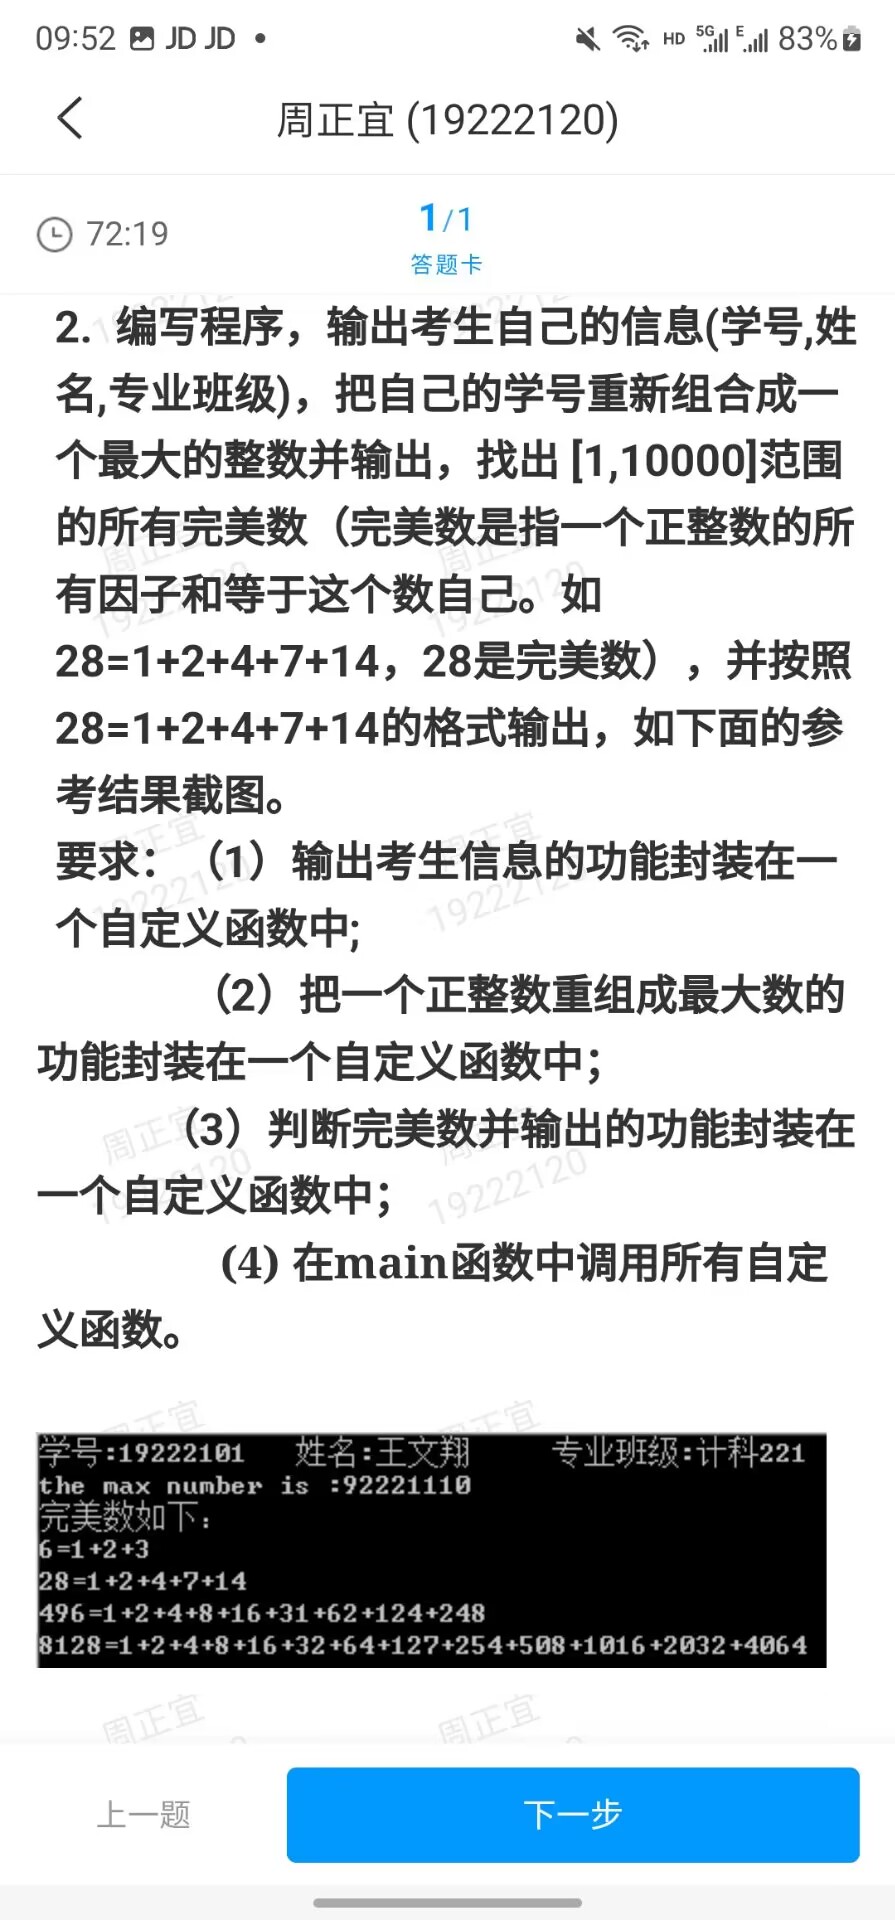 09:52 JD JD HD 5G E 83%
周正宜 (19222120)
72:19
1/1
答题卡
2. 编写程序，输出考生自己的信息(学号,姓
名,专业班级)，把自己的学号重新组合成一
个最大的整数并输出，找出 [1,10000]范围
的所有完美数（完美数是指一个正整数的所
有因子和等于这个数自己。如
28=1+2+4+7+14，28是完美数），并按照
28=1+2+4+7+14的格式输出，如下面的参
考结果截图。
要求：（1）输出考生信息的功能封装在一
个自定义函数中;
（2）把一个正整数重组成最大数的
功能封装在一个自定义函数中；
（3）判断完美数并输出的功能封装在
一个自定义函数中；
(4) 在main函数中调用所有自定
义函数。
学号:19222101 姓名:王文翔 专业班级:计科221
the max number is :92221110
完美数如下：
6=1+2+3
28=1+2+4+7+14
496=1+2+4+8+16+31+62+124+248
8128=1+2+4+8+16+32+64+127+254+508+1016+2032+4064
上一题
下一步